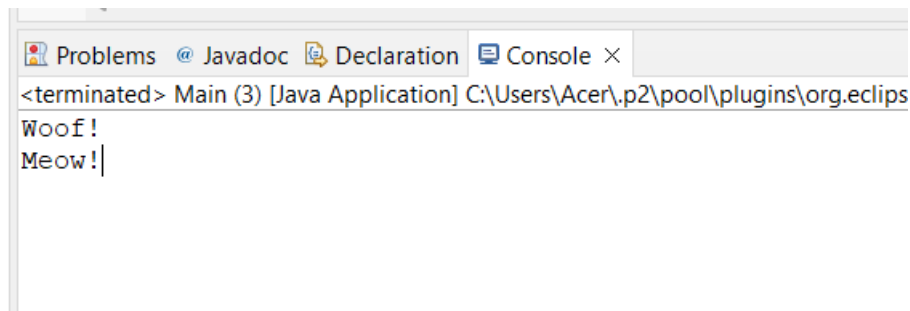 Problems @ Javadoc Declaration Console ×
<terminated> Main (3) [Java Application] C:\Users\Acer\.p2\pool\plugins\org.eclips
Woof!
Meow!